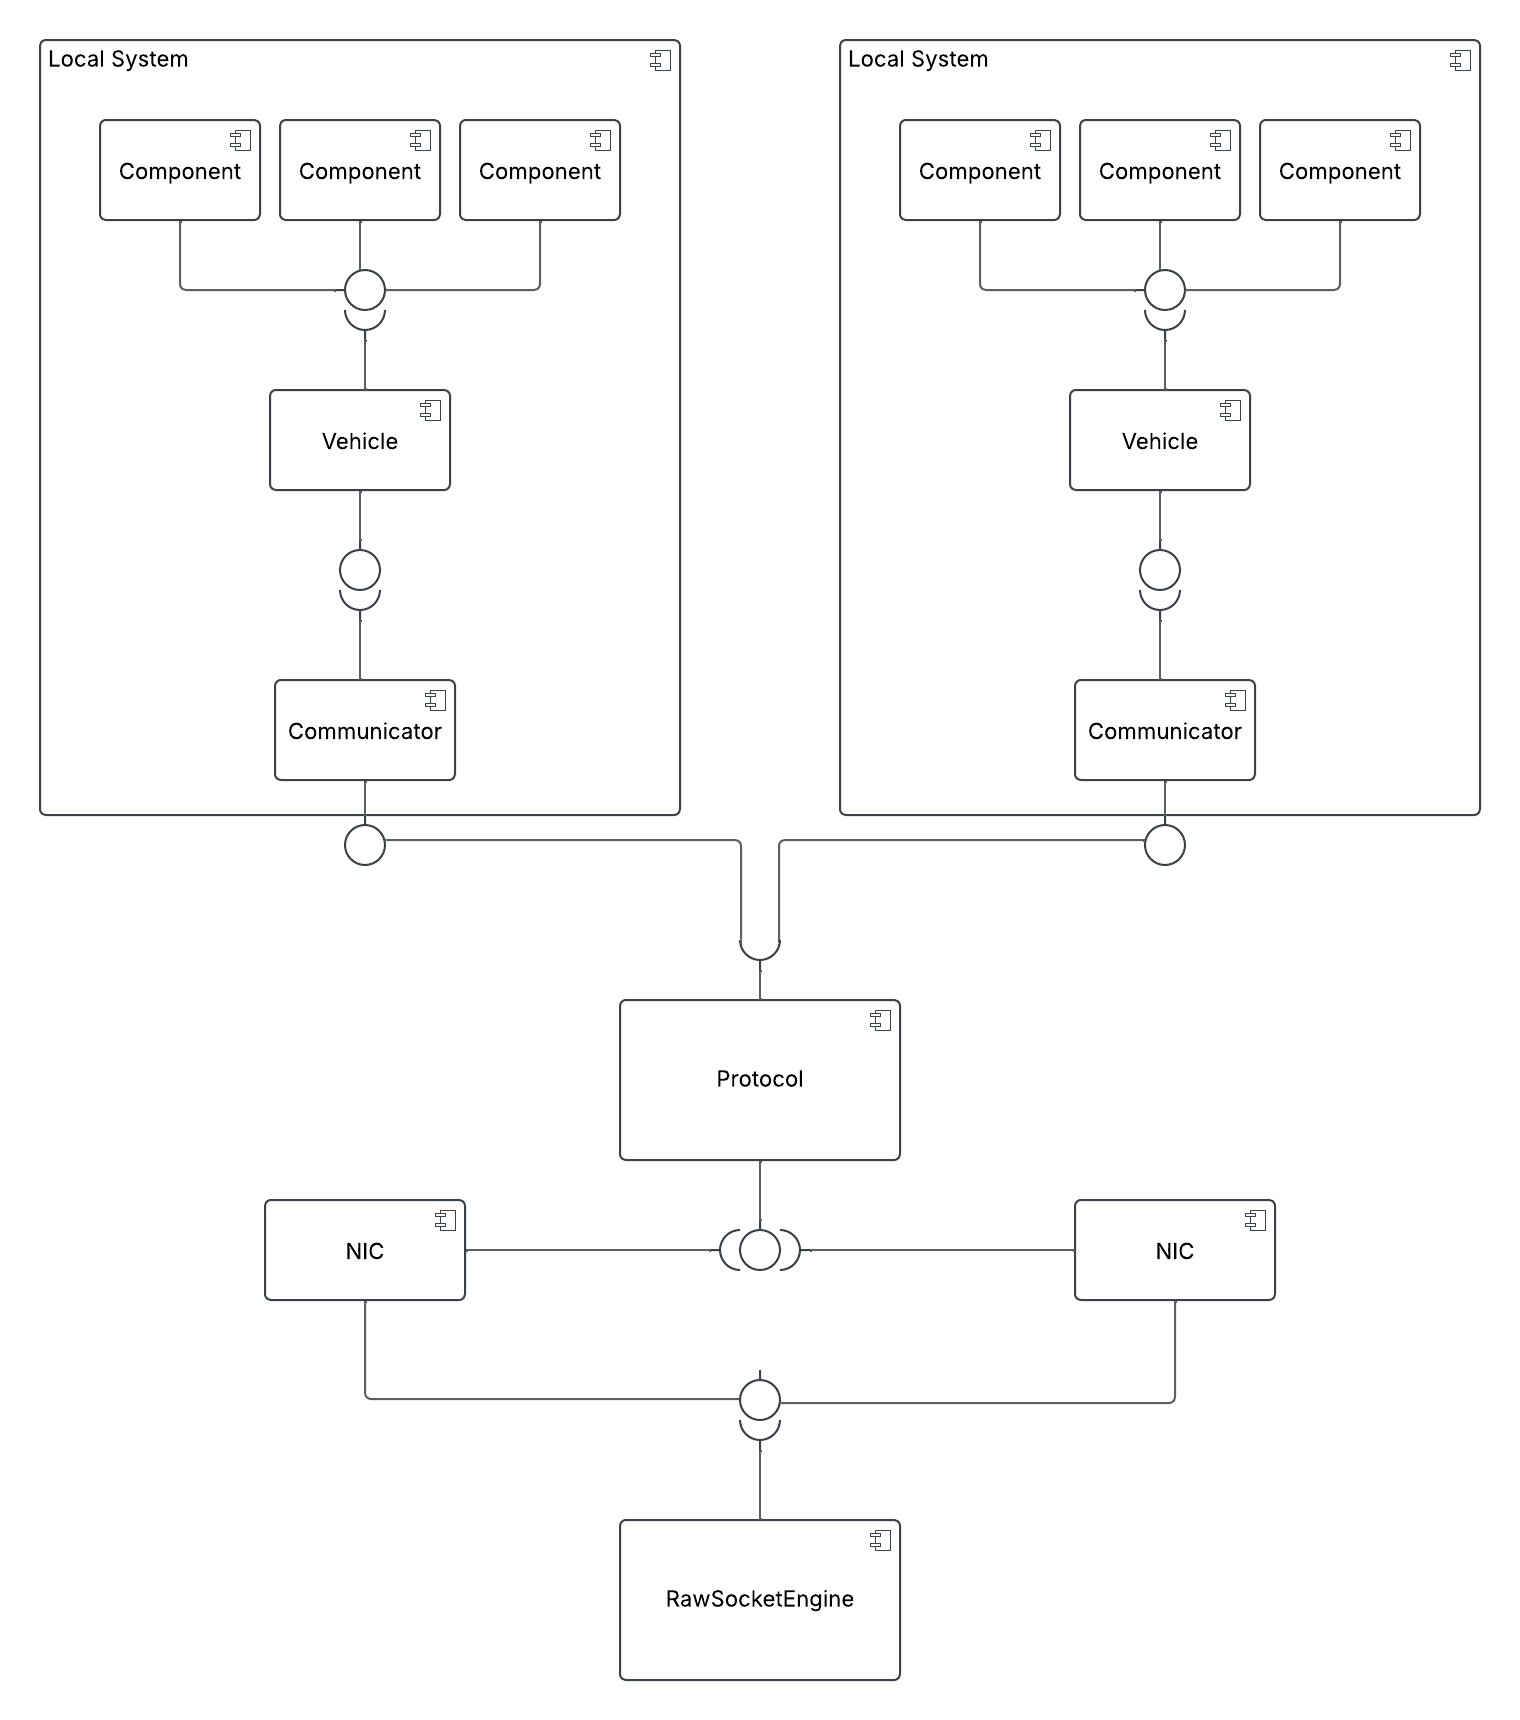 Local System
Component
Component
Component
Vehicle
Communicator
Local System
Component
Component
Component
Vehicle
Communicator
Protocol
NIC
NIC
RawSocketEngine